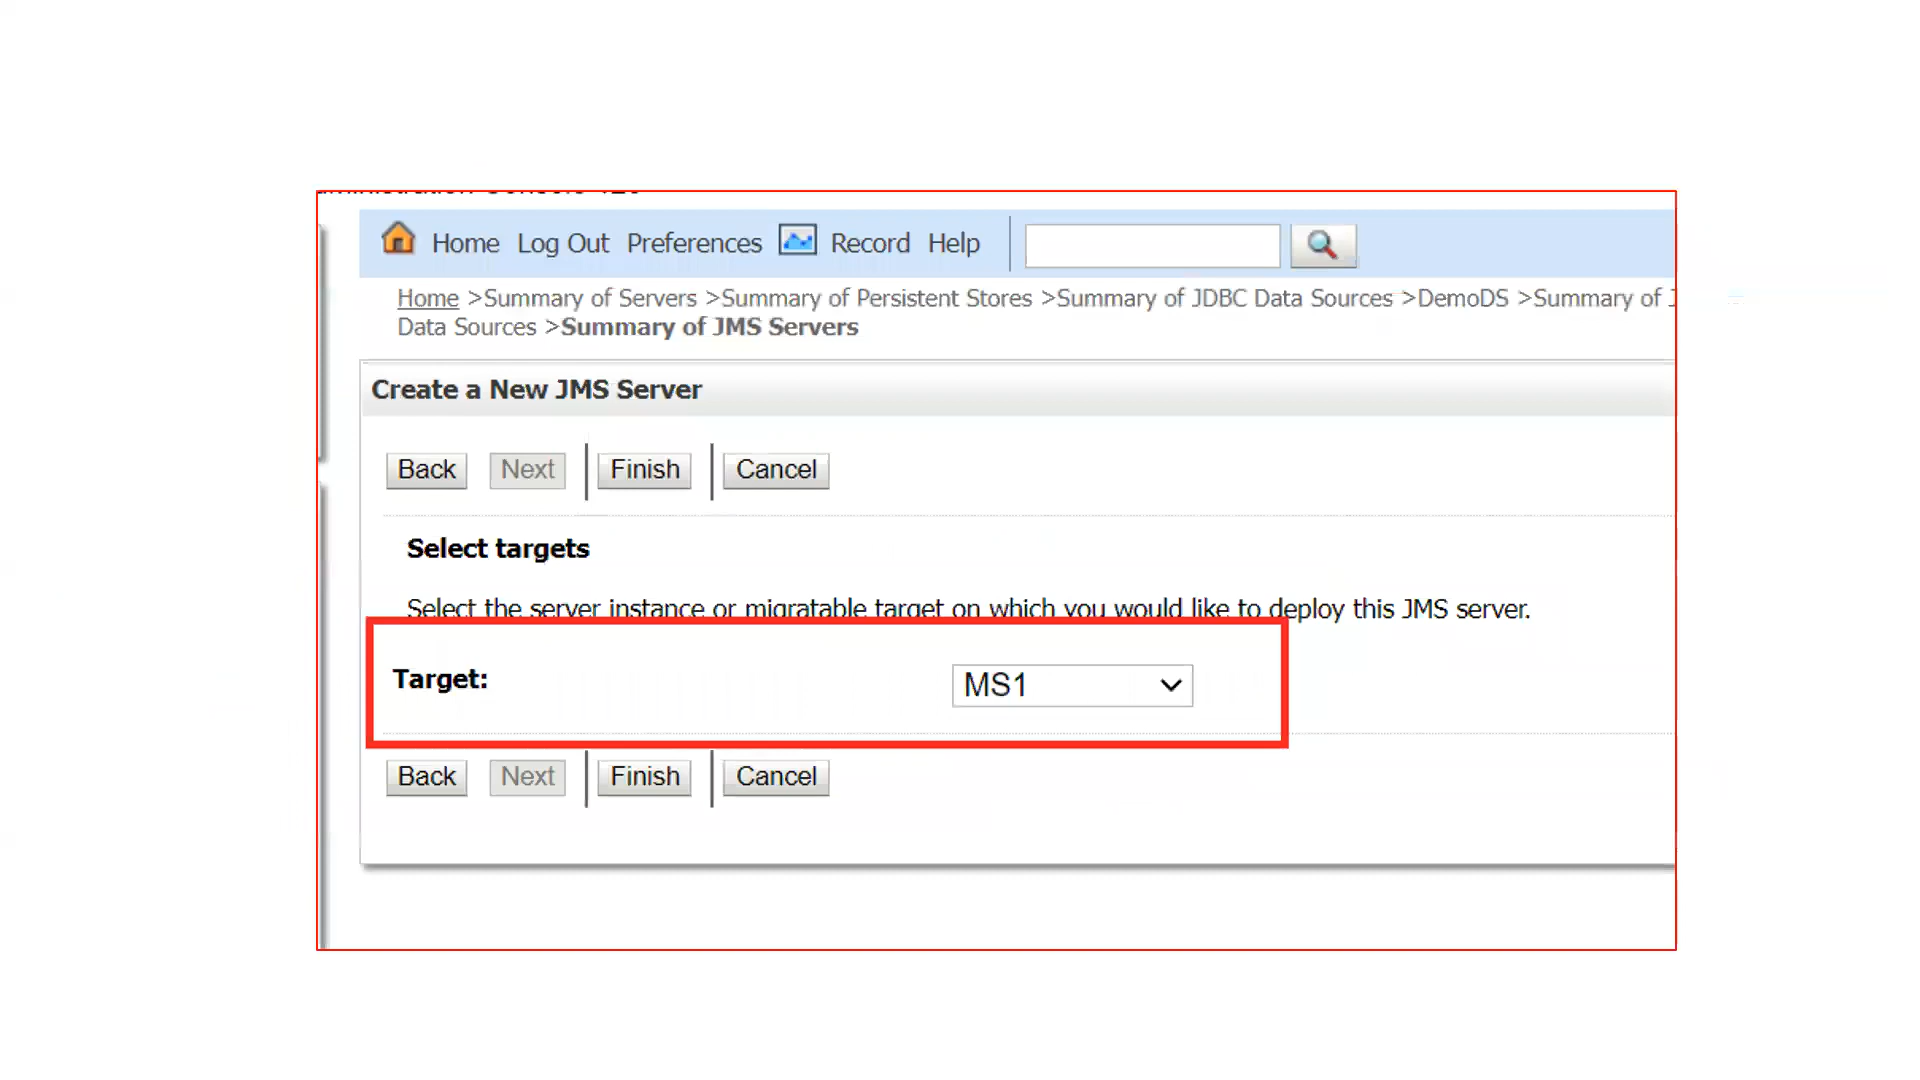 Home Log Out Preferences Record Help
Home >Summary of Servers >Summary of Persistent Stores >Summary of JDBC Data Sources >DemoDS >Summary of
Data Sources >Summary of JMS Servers
Create a New JMS Server
Back Next Finish Cancel
Select targets
Select the server instance or migratable target on which you would like to deploy this JMS server.
Target: MS1
Back Next Finish Cancel